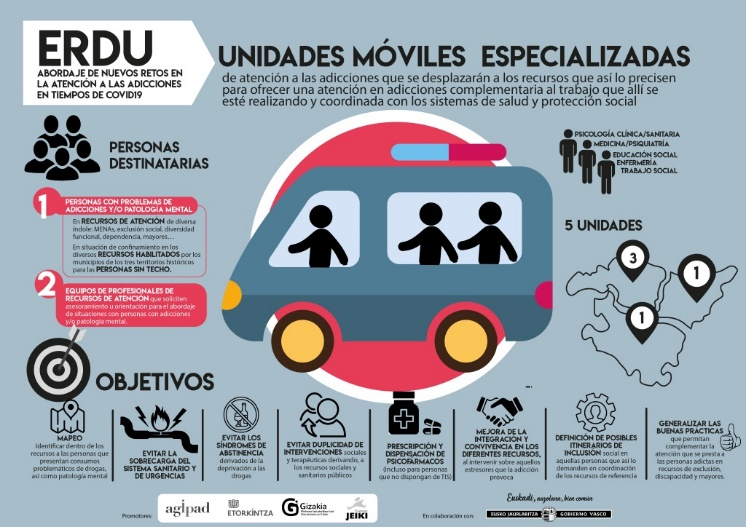 ERDU
ABORDAJE DE NUEVOS RETOS EN
LA ATENCIÓN A LAS ADICCIONES
EN TIEMPOS DE COVID19
UNIDADES MÓVILES ESPECIALIZADAS
de atención a las adicciones que se desplazarán a los recursos que así lo precisen
para ofrecer una atención en adicciones complementaria al trabajo que allí se
esté realizando y coordinada con los sistemas de salud y protección social
PERSONAS
DESTINATARIAS
1
PERSONAS CON PROBLEMAS DE
ADICCIONES Y/O PATOLOGÍA MENTAL
En RECURSOS DE ATENCIÓN de diversa
índole: MENAs, exclusión social, diversidad
funcional, dependencia, mayores...
En situación de confinamiento en los
diversos RECURSOS HABILITADOS por los
municipios de los tres territorios históricos
para las PERSONAS SIN TECHO.
2
EQUIPOS DE PROFESIONALES DE
RECURSOS DE ATENCIÓN que soliciten
asesoramiento u orientación para el abordaje
de situaciones con personas con adicciones
y/o patología mental.
PSICOLOGÍA CLÍNICA/SANITARIA
MEDICINA/PSIQUIATRÍA
EDUCACIÓN SOCIAL
ENFERMERÍA
TRABAJO SOCIAL
5 UNIDADES
3
1
1
OBJETIVOS
MAPEO
Identificar dentro de los
recursos a las personas que
presentan consumos
problemáticos de drogas,
así como patología mental
EVITAR LA
SOBRECARGA DEL
SISTEMA SANITARIO Y
DE URGENCIAS
EVITAR LOS
SÍNDROMES DE
ABSTINENCIA
derivados de la
deprivación a las
drogas
EVITAR DUPLICIDAD DE
INTERVENCIONES sociales
y terapéuticas derivando, a
los recursos sociales y
sanitarios públicos
PRESCRIPCIÓN Y
DISPENSACIÓN DE
PSICOFÁRMACOS
(incluso para personas
que no dispongan de TIS)
MEJORA DE LA
INTEGRACIÓN Y
CONVIVENCIA EN LOS
DIFERENTES RECURSOS,
al intervenir sobre aquellos
estresores que la adicción
provoca
DEFINICIÓN DE POSIBLES
ITINERARIOS DE
INCLUSIÓN social en
aquellas personas que así lo
demanden en coordinación
de los recursos de referencia
GENERALIZAR LAS
BUENAS PRACTICAS
que permitan
complementar la
atención que se presta a
las personas adictas en
recursos de exclusión,
discapacidad y mayores.
Promotores:
agipad
ETORKINTZA
Gizakia
JEIKI
En colaboración con:
Euskadi, auzolana, bien común
EUSKO JAURLARITZA
GOBIERNO VASCO